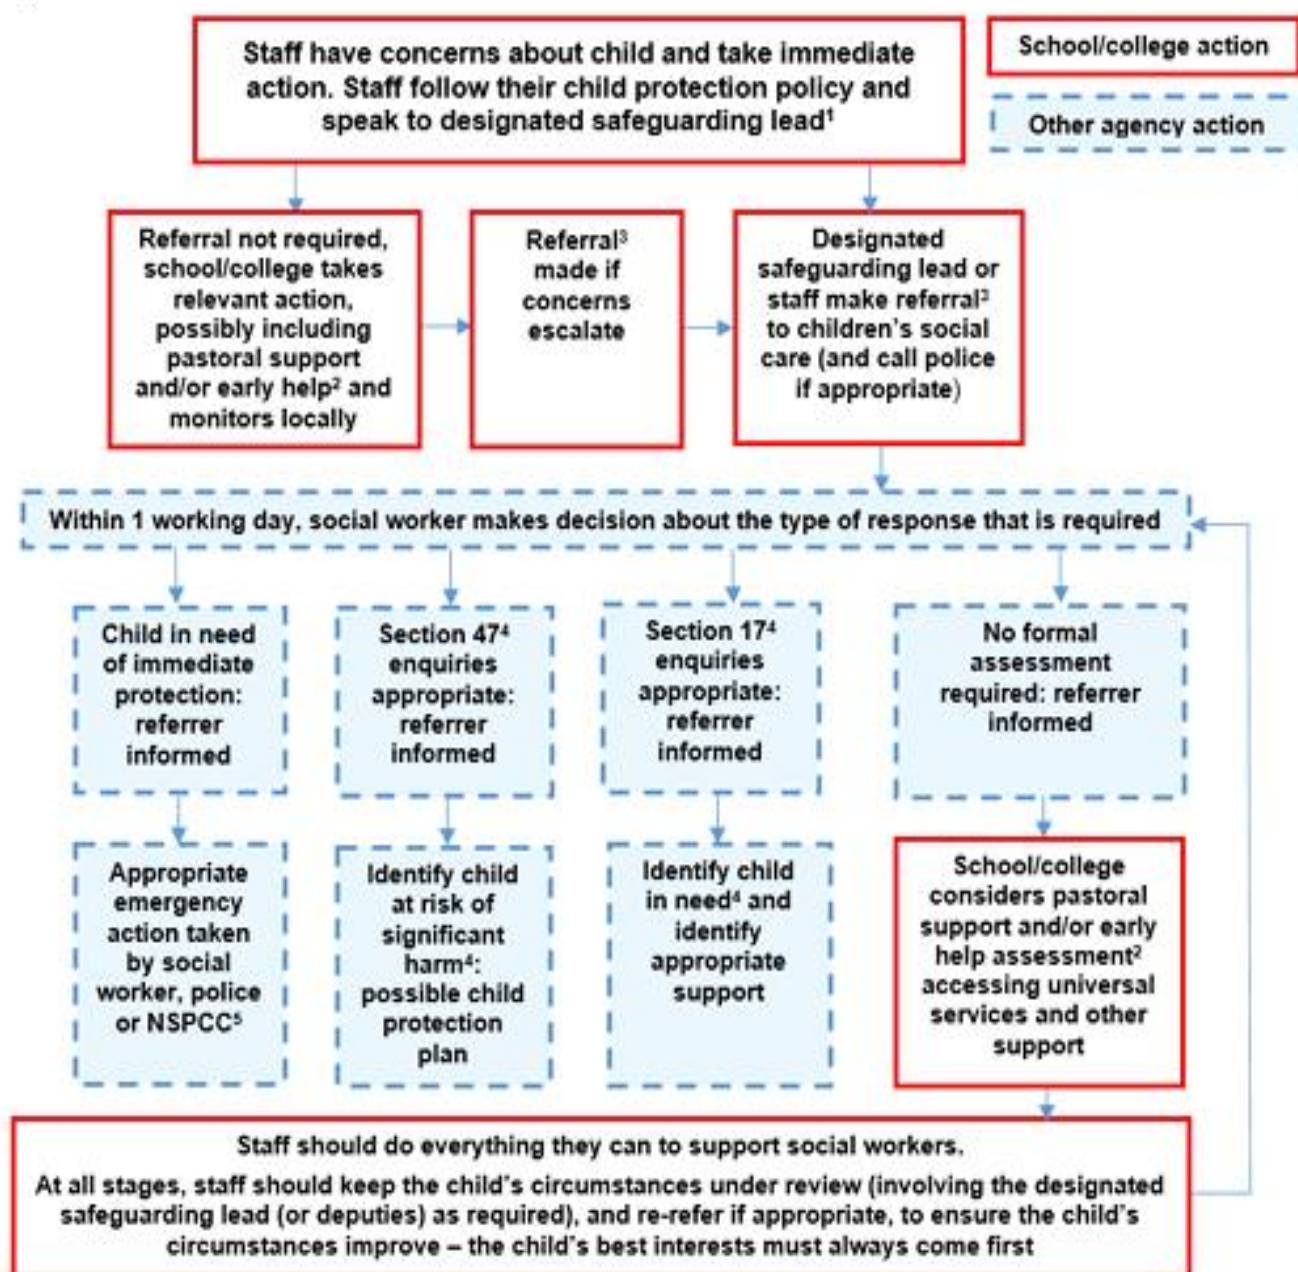 Staff have concerns about child and take immediate
action. Staff follow their child protection policy and
speak to designated safeguarding lead¹
School/college action
Other agency action
Referral not required,
school/college takes
relevant action,
possibly including
pastoral support
and/or early help² and
monitors locally
Referral³
made if
concerns
escalate
Designated
safeguarding lead or
staff make referral³
to children's social
care (and call police
if appropriate)
Within 1 working day, social worker makes decision about the type of response that is required
Child in need
of immediate
protection:
referrer
informed
Section 47⁴
enquiries
appropriate:
referrer
informed
Section 17⁴
enquiries
appropriate:
referrer
informed
No formal
assessment
required: referrer
informed
Appropriate
emergency
action taken
by social
worker, police
or NSPCC⁵
Identify child
at risk of
significant
harm⁴:
possible child
protection
plan
Identify child
in need⁴ and
identify
appropriate
support
School/college
considers pastoral
support and/or early
help assessment²
accessing universal
services and other
support
Staff should do everything they can to support social workers.
At all stages, staff should keep the child's circumstances under review (involving the designated
safeguarding lead (or deputies) as required), and re-refer if appropriate, to ensure the child's
circumstances improve – the child's best interests must always come first